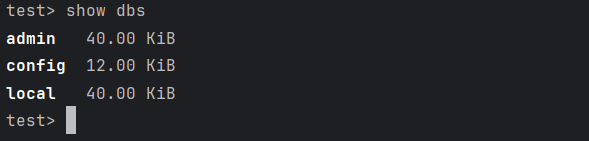 test> show dbs
admin   40.00 KiB
config  12.00 KiB
local   40.00 KiB
test>